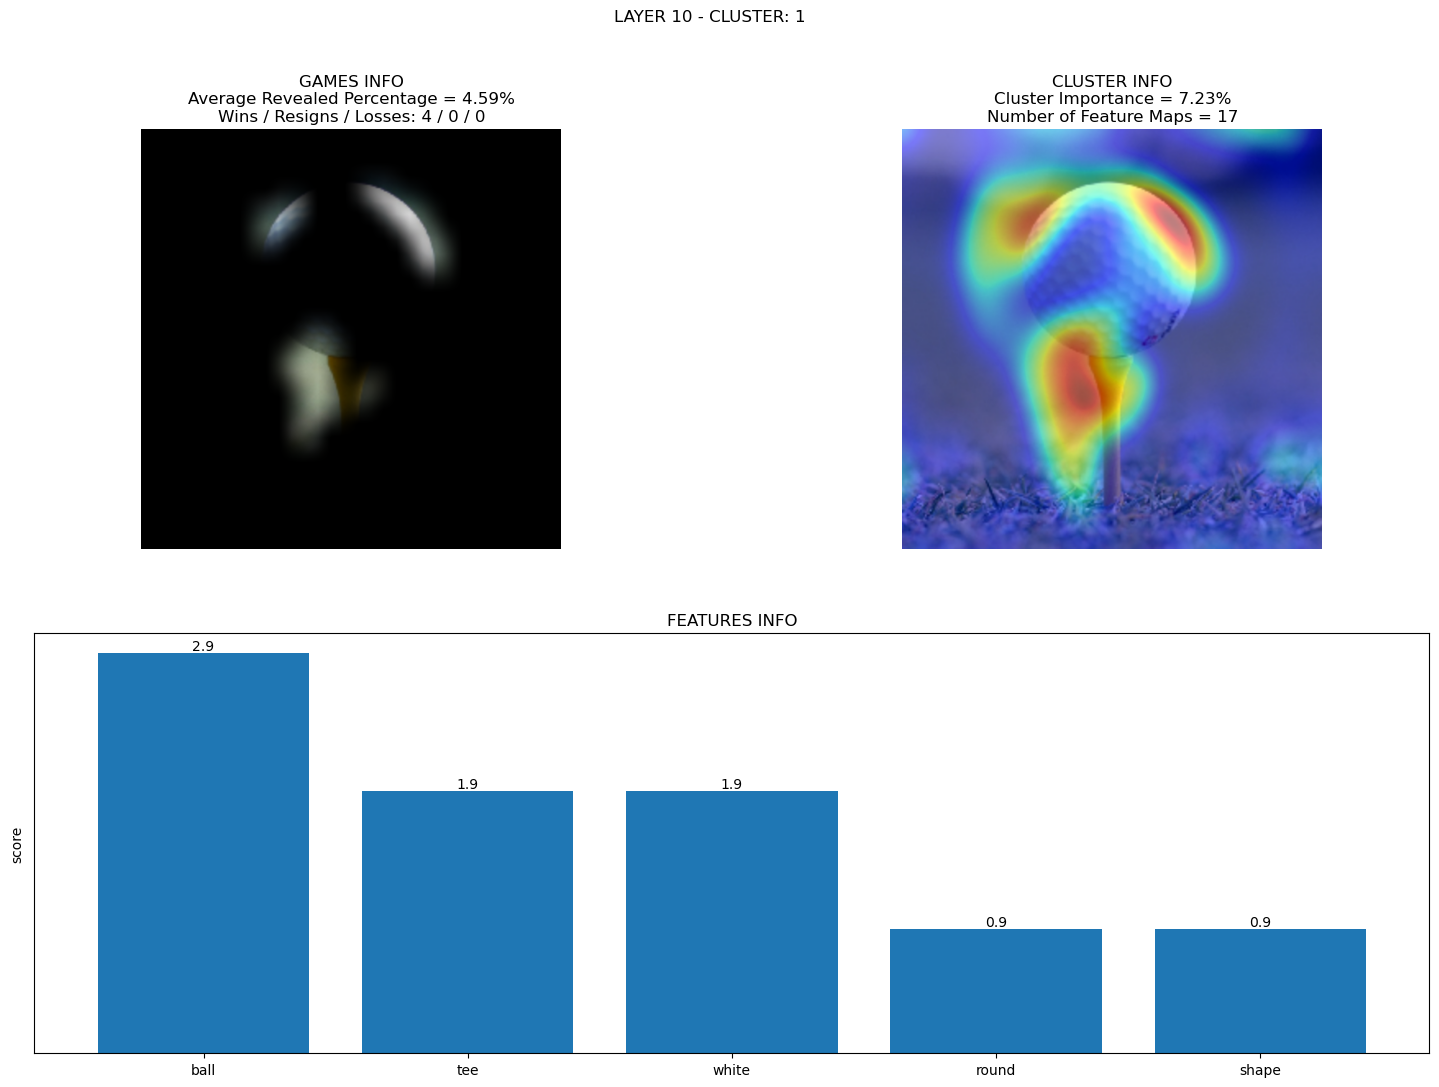 LAYER 10 - CLUSTER: 1
GAMES INFO
Average Revealed Percentage = 4.59%
Wins / Resigns / Losses: 4 / 0 / 0
CLUSTER INFO
Cluster Importance = 7.23%
Number of Feature Maps = 17
FEATURES INFO
score
2.9
1.9
1.9
0.9
0.9
ball
tee
white
round
shape